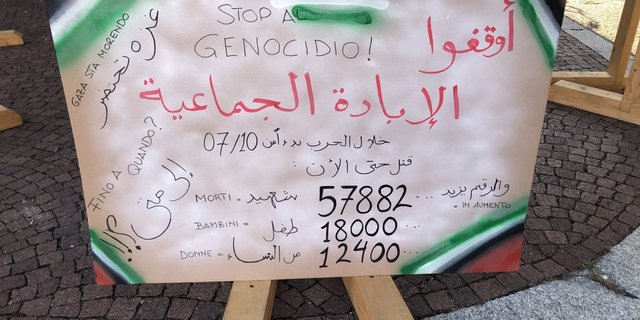 STOP AL
GENOCIDIO!
أوقفوا
الإبادة الجماعية
GAZA STA MORENDO
غزة تحتضر
FINO A QUANDO?
إلى متى ؟!!
خلال الحرب بدءاً من 07/10
قتل حتى الآن:
MORTI = شهيد 57882 ... والرقم يزيد
= IN AUMENTO
BAMBINI = طفل 18000 ...
DONNE = من النساء 12400 ...